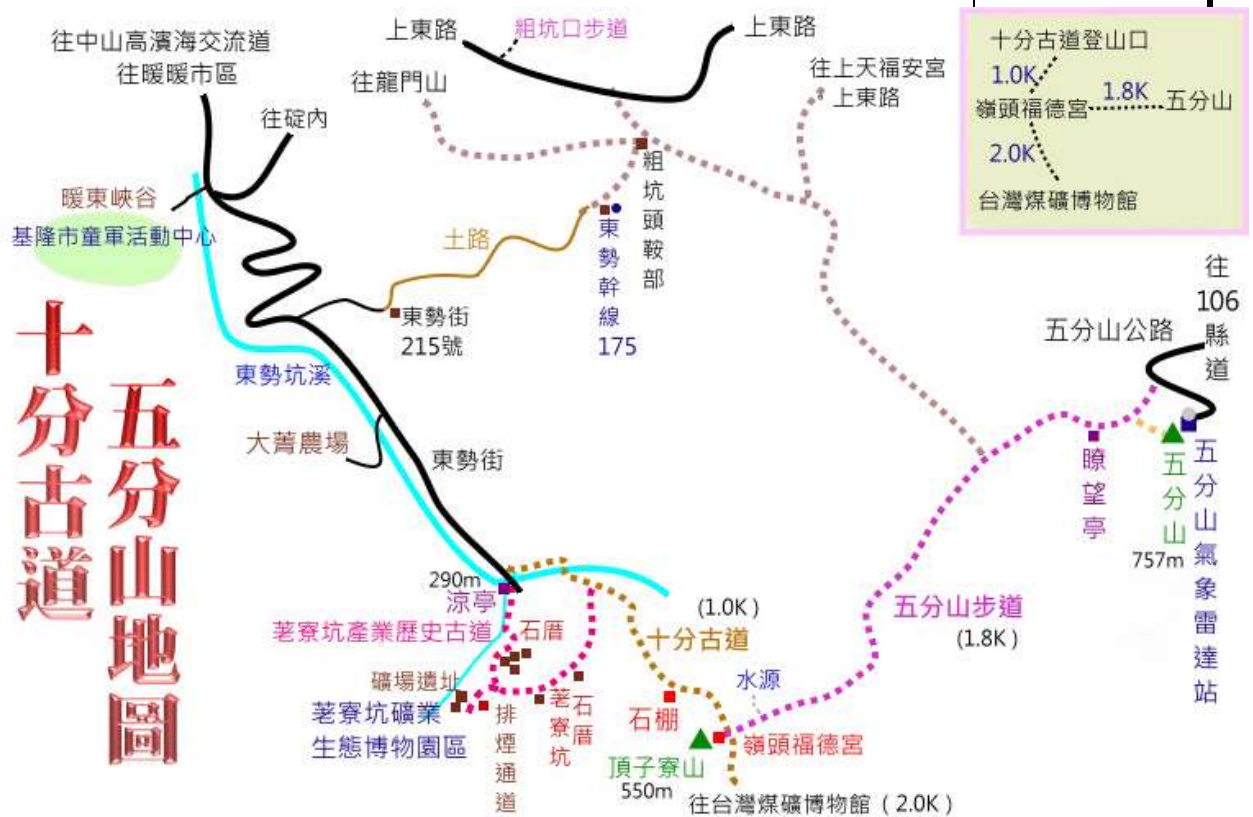 往中山高濱海交流道
往暖暖市區
往碇內
上東路
粗坑口步道
上東路
往龍門山
往上天福安宮
上東路
十分古道登山口
1.0K
嶺頭福德宮
1.8K
五分山
2.0K
台灣煤礦博物館
暖東峽谷
基隆市童軍活動中心
土路
東勢街
215號
東勢幹線
175
粗坑頭鞍部
東勢坑溪
大菁農場
東勢街
往
106
縣道
五分山公路
瞭望亭
五分山
757m
五分山氣象雷達站
十分古道
五分山地圖
290m
涼亭
荖寮坑產業歷史古道
石厝
礦場遺址
荖寮坑礦業
生態博物園區
排煙通道
荖寮坑
石厝
(1.0K)
十分古道
石棚
水源
五分山步道
(1.8K)
嶺頭福德宮
頂子寮山
550m
往台灣煤礦博物館 (2.0K)